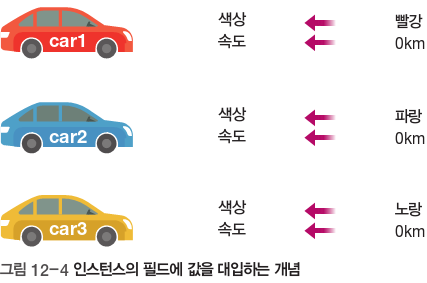 색상 빨강
car1 속도 0km
색상 파랑
car2 속도 0km
색상 노랑
car3 속도 0km
그림 12-4 인스턴스의 필드에 값을 대입하는 개념